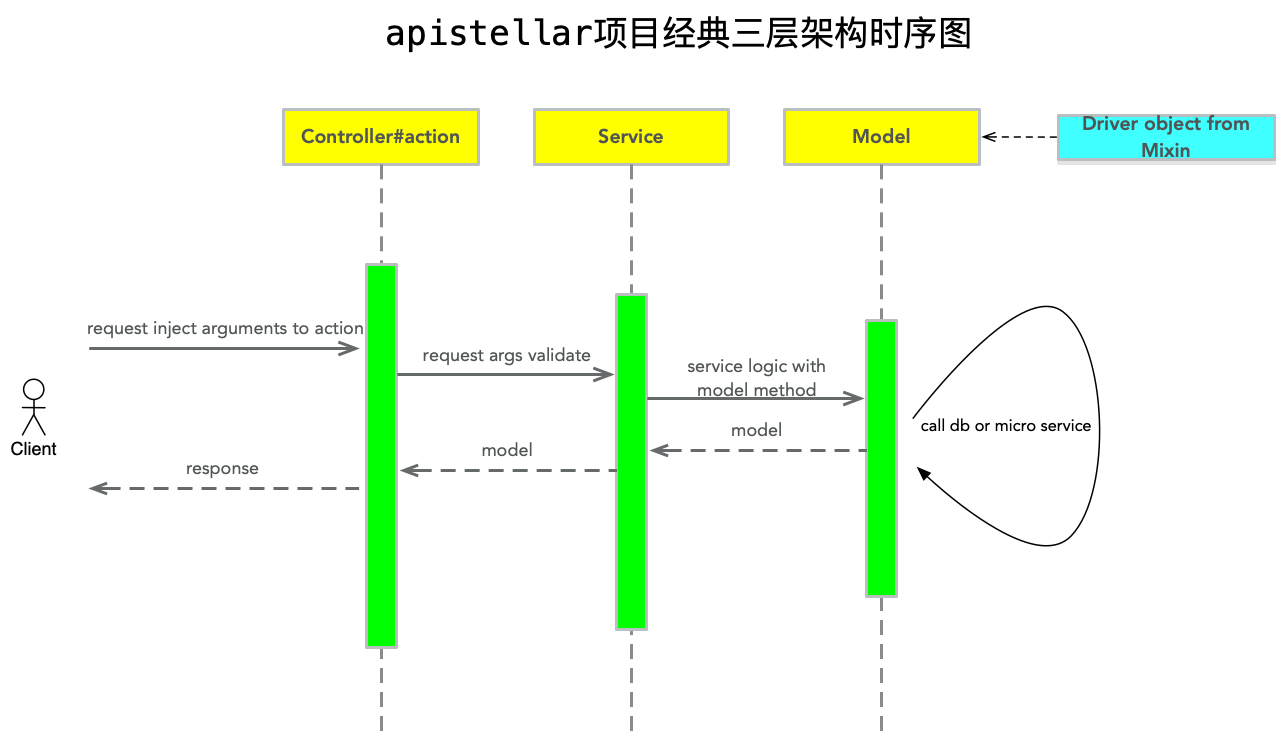 apistellar项目经典三层架构时序图
Controller#action
Service
Model
Driver object from
Mixin
request inject arguments to action
request args validate
service logic with
model method
call db or micro service
model
model
response
Client